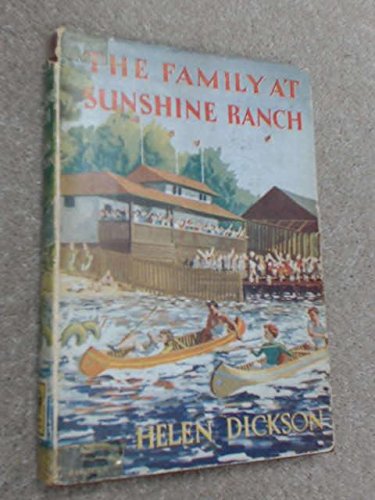 THE FAMILY AT
SUNSHINE RANCH
HELEN DICKSON